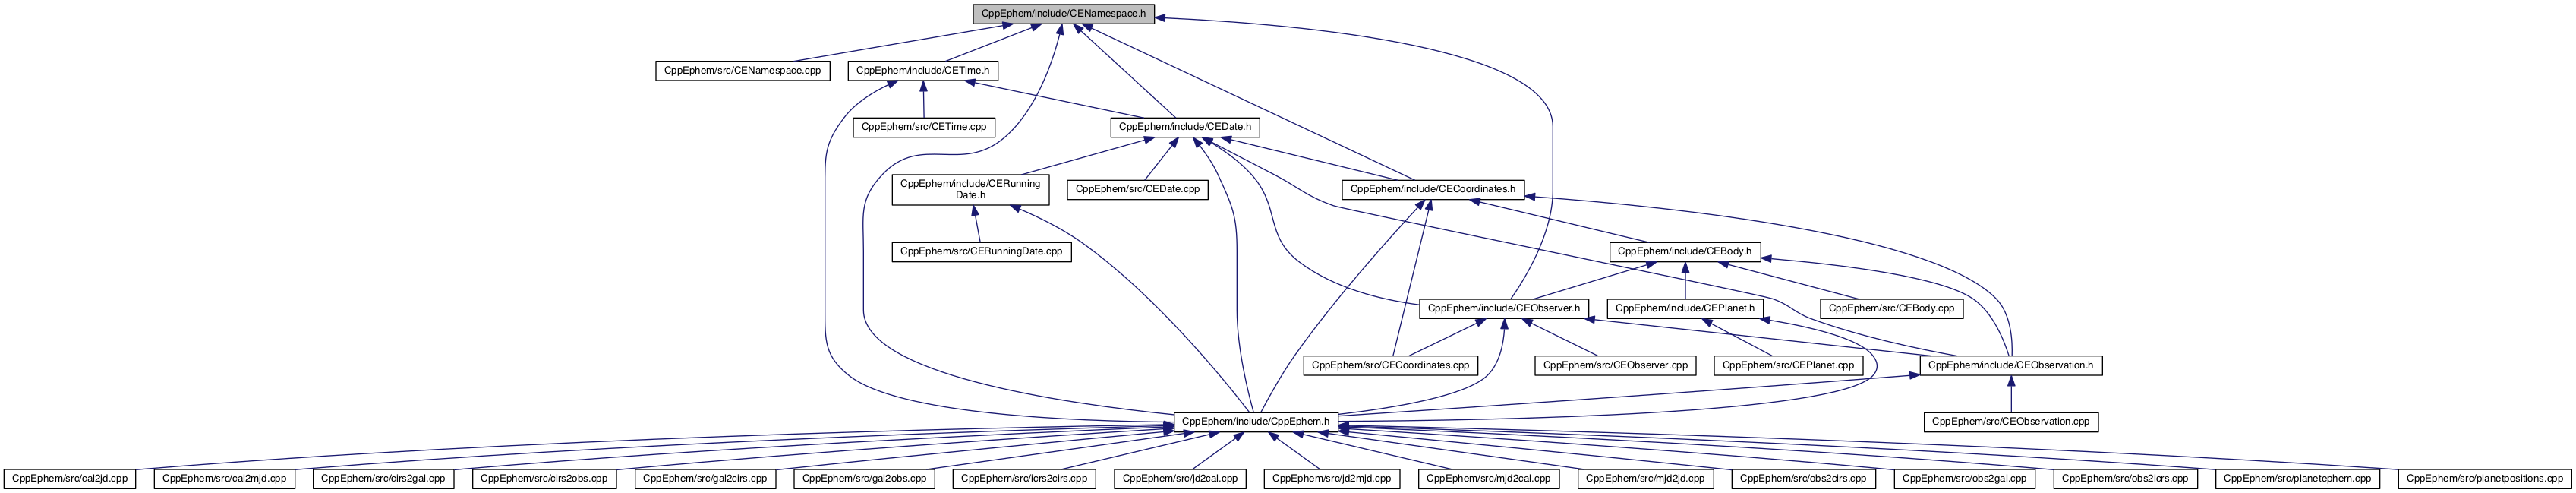 CppEphem/include/CENamespace.h
CppEphem/src/CENamespace.cpp
CppEphem/include/CETime.h
CppEphem/src/CETime.cpp
CppEphem/include/CEDate.h
CppEphem/include/CERunning
Date.h
CppEphem/src/CEDate.cpp
CppEphem/include/CECoordinates.h
CppEphem/src/CERunningDate.cpp
CppEphem/include/CEBody.h
CppEphem/include/CEObserver.h
CppEphem/include/CEPlanet.h
CppEphem/src/CEBody.cpp
CppEphem/src/CECoordinates.cpp
CppEphem/src/CEObserver.cpp
CppEphem/src/CEPlanet.cpp
CppEphem/include/CEObservation.h
CppEphem/include/CppEphem.h
CppEphem/src/CEObservation.cpp
CppEphem/src/cal2jd.cpp
CppEphem/src/cal2mjd.cpp
CppEphem/src/cirs2gal.cpp
CppEphem/src/cirs2obs.cpp
CppEphem/src/gal2cirs.cpp
CppEphem/src/gal2obs.cpp
CppEphem/src/icrs2cirs.cpp
CppEphem/src/jd2cal.cpp
CppEphem/src/jd2mjd.cpp
CppEphem/src/mjd2cal.cpp
CppEphem/src/mjd2jd.cpp
CppEphem/src/obs2cirs.cpp
CppEphem/src/obs2gal.cpp
CppEphem/src/obs2icrs.cpp
CppEphem/src/planetephem.cpp
CppEphem/src/planetpositions.cpp